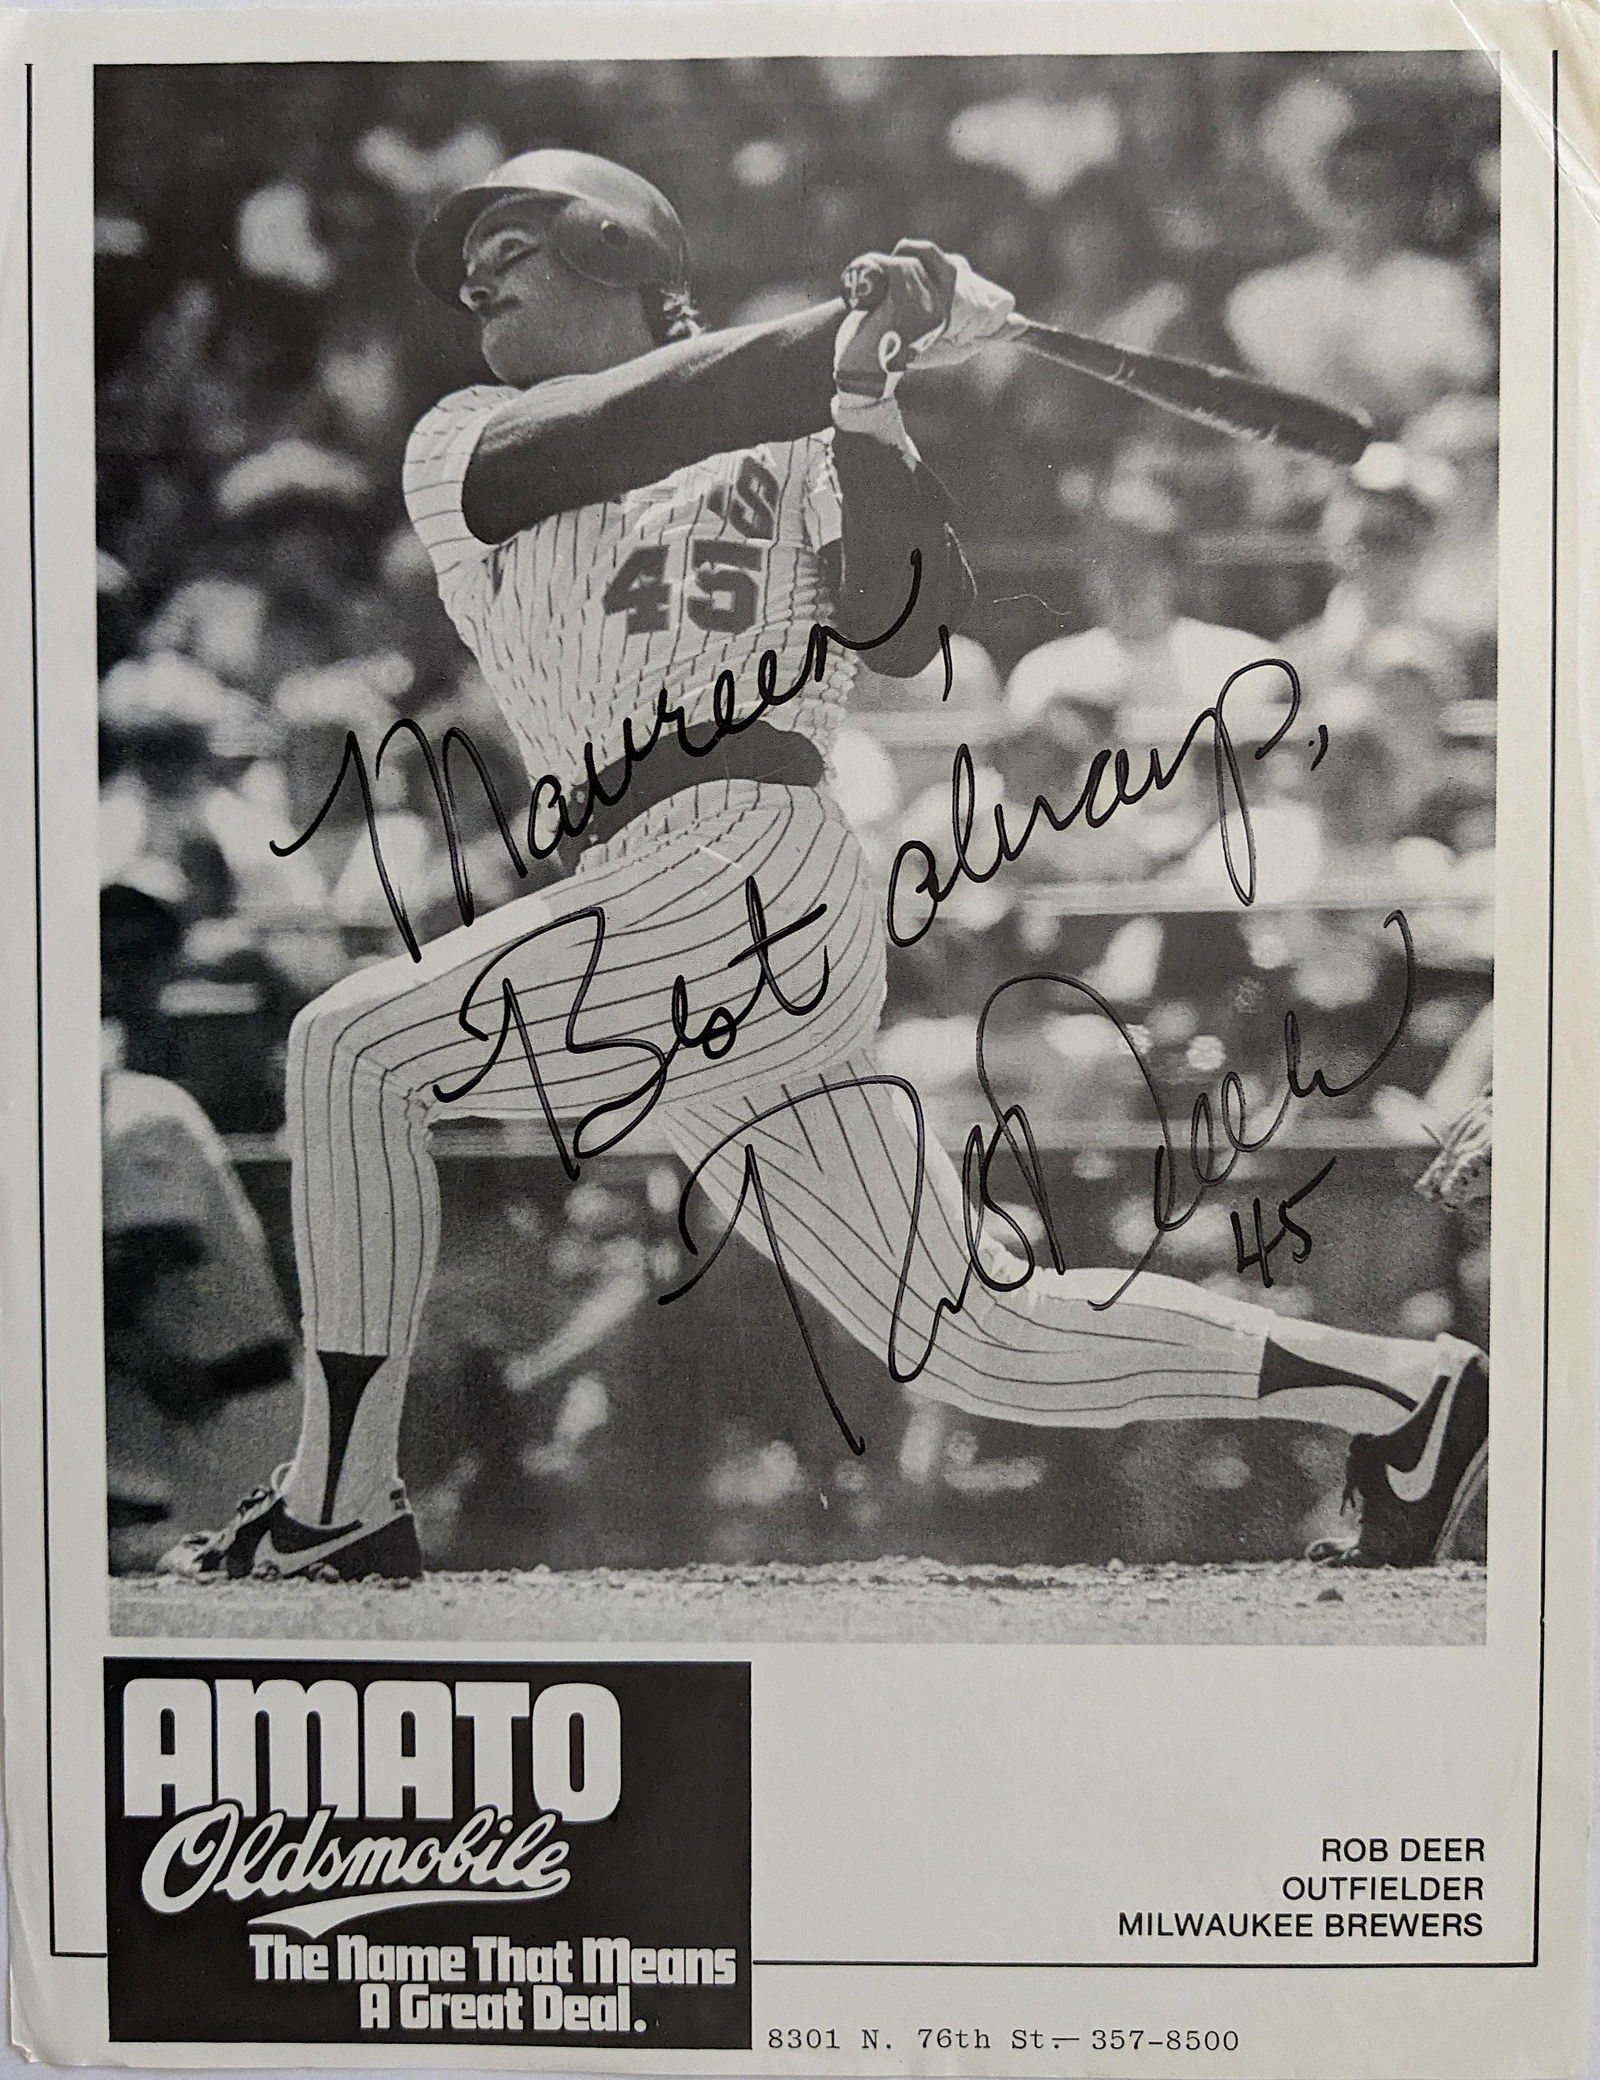 45
S
45
Maureen,
Best always,
Rob Deer
45
AMATO
Oldsmobile
The Name That Means
A Great Deal.
ROB DEER
OUTFIELDER
MILWAUKEE BREWERS
8301 N. 76th St.— 357-8500